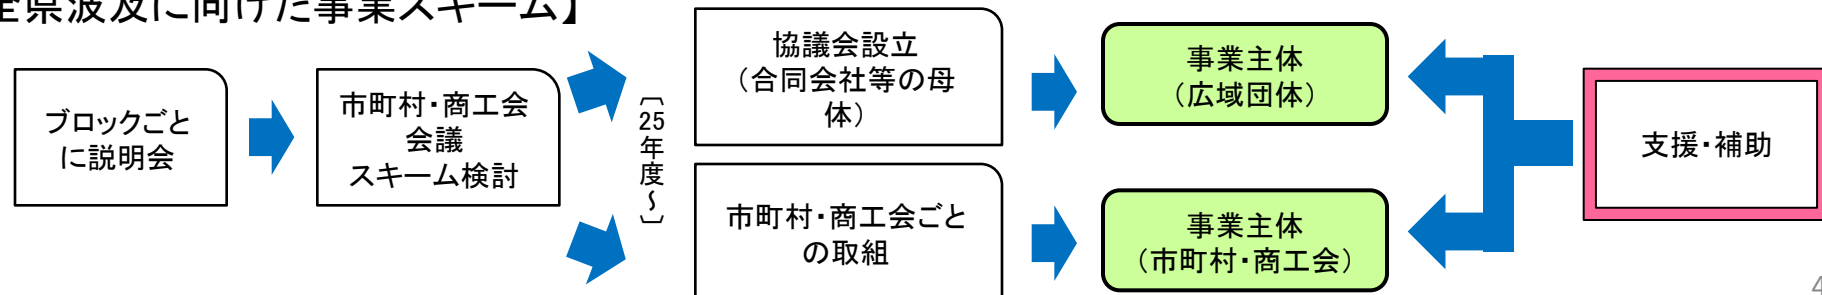 全県波及に向けた事業スキーム】
ブロックごと
に説明会
市町村・商工会
会議
スキーム検討
〔25年度～〕
協議会設立
（合同会社等の母
体）
市町村・商工会ごと
の取組
事業主体
（広域団体）
事業主体
（市町村・商工会）
支援・補助
4